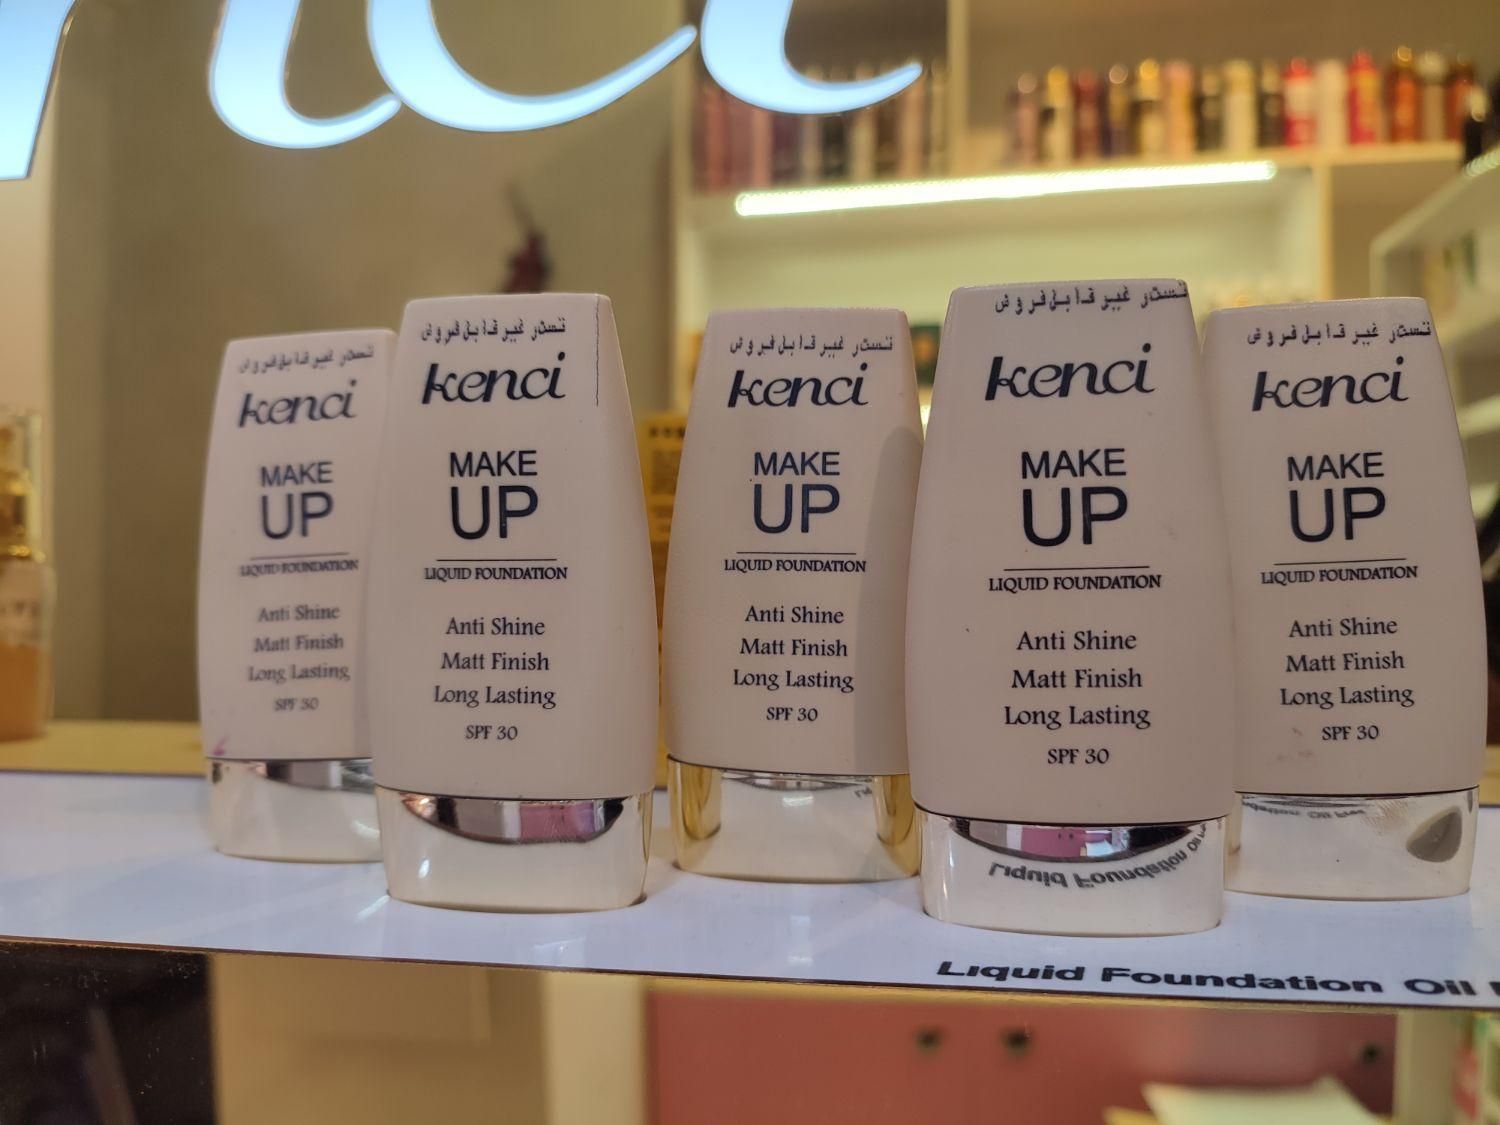 تستر غیر قابل فروش
kenci
MAKE
UP
LIQUID FOUNDATION
Anti Shine
Matt Finish
Long Lasting
SPF 30
تستر غیر قابل فروش
kenci
MAKE
UP
LIQUID FOUNDATION
Anti Shine
Matt Finish
Long Lasting
SPF 30
تستر غیر قابل فروش
kenci
MAKE
UP
LIQUID FOUNDATION
Anti Shine
Matt Finish
Long Lasting
SPF 30
تستر غیر قابل فروش
kenci
MAKE
UP
LIQUID FOUNDATION
Anti Shine
Matt Finish
Long Lasting
SPF 30
تستر غیر قابل فروش
kenci
MAKE
UP
LIQUID FOUNDATION
Anti Shine
Matt Finish
Long Lasting
SPF 30
Liquid Foundation Oil